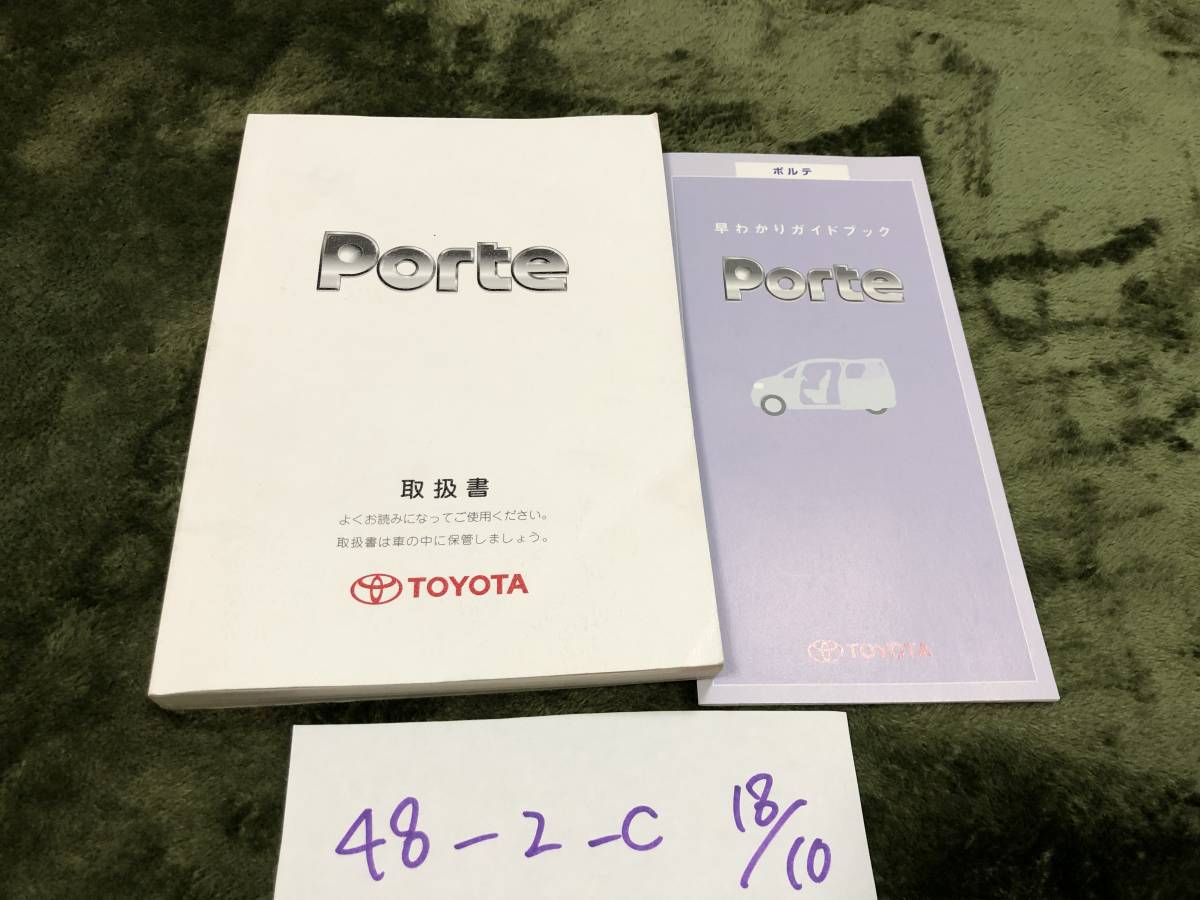 Porte
取扱書
よくお読みになってご使用ください。
取扱書は車の中に保管しましょう。
TOYOTA
ポルテ
早わかりガイドブック
Porte
TOYOTA
48-2-C 18/10